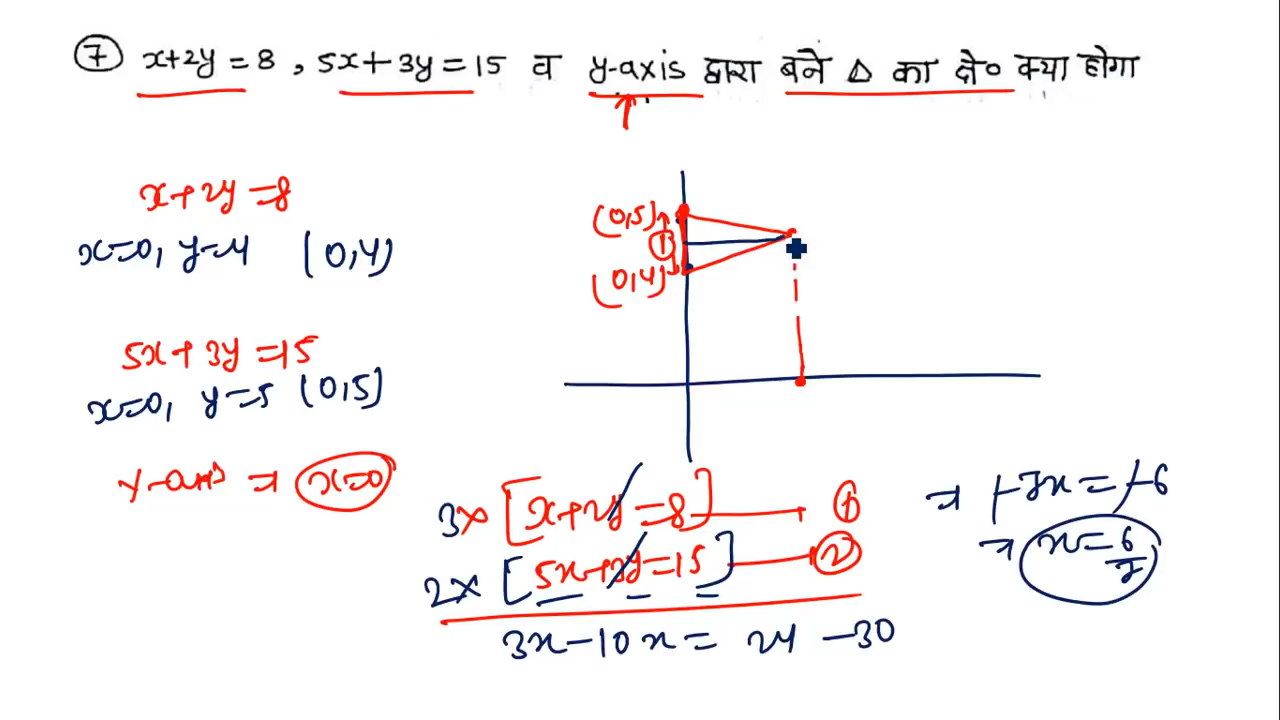 7 x+2y=8, 5x+3y=15 व y-axis द्वारा बने Δ का क्षे० क्या होगा
x+2y=8
x=0, y=4 (0,4)
5x+3y=15
x=0, y=5 (0,5)
y-axis ⇒ x=0
(0,5)
1
(0,4)
3× [x+2y=8] 1
2× [5x+3y=15] 2
3x-10x = 24-30
⇒ -7x = -6
⇒ x = 6/7